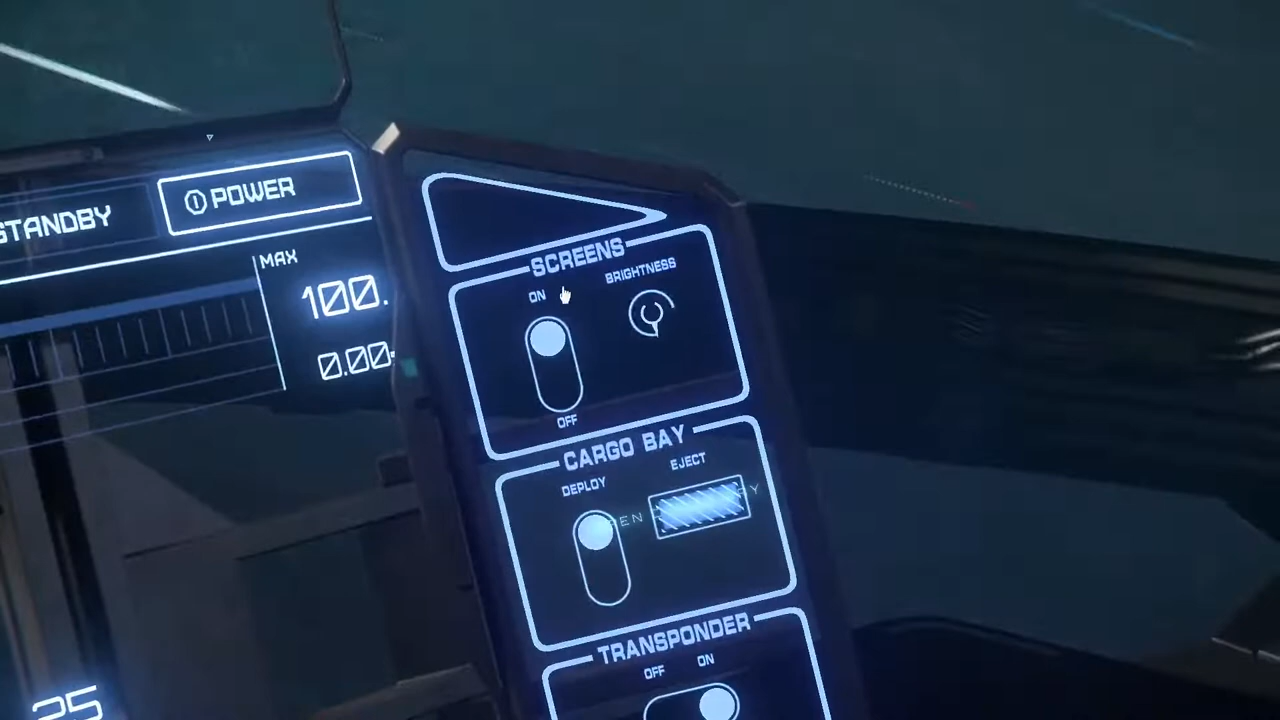 STANDBY
POWER
MAX
100.
0.00
25
SCREENS
ON
BRIGHTNESS
OFF
CARGO BAY
DEPLOY
EJECT
TRANSPONDER
OFF
ON